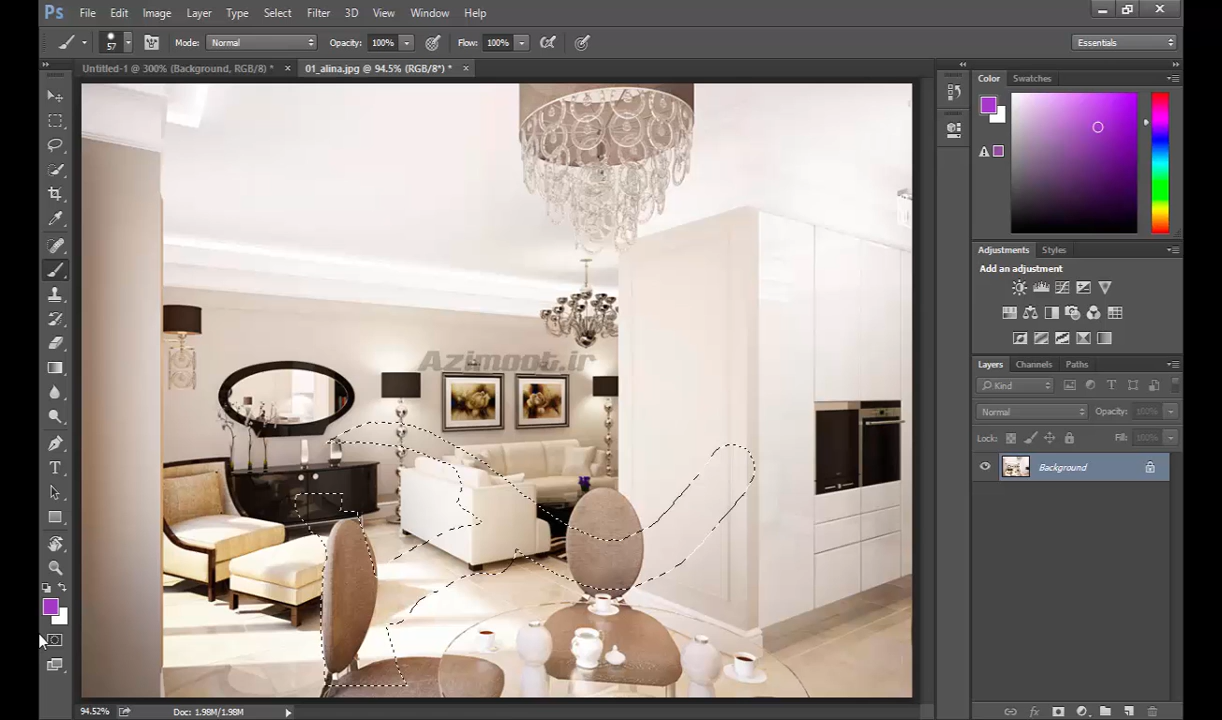 Ps File Edit Image Layer Type Select Filter 3D View Window Help
57 Mode: Normal Opacity: 100% Flow: 100% Essentials
Untitled-1 @ 300% (Background, RGB/8) * × 01_alina.jpg @ 94.5% (RGB/8*) * ×
Color Swatches
Adjustments Styles
Add an adjustment
Azimoot.ir
Layers Channels Paths
Kind
Normal Opacity: 100%
Lock: Fill: 100%
Background
94.52% Doc: 1.98M/1.98M